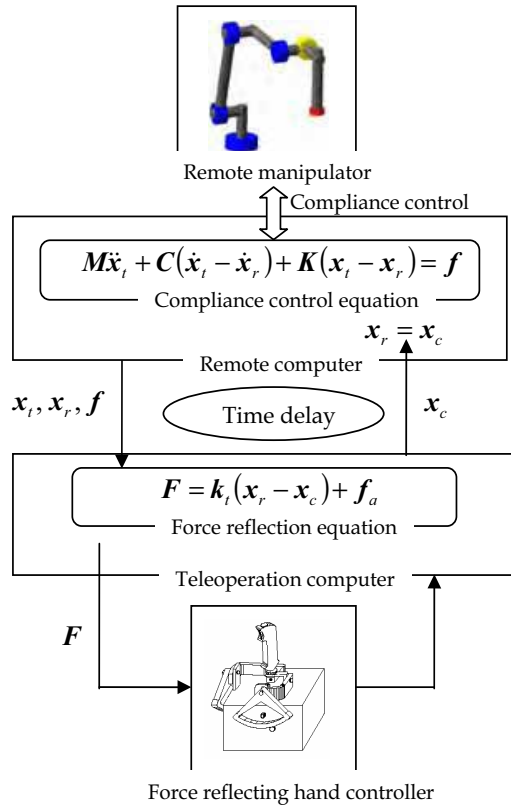 Remote manipulator
Compliance control
Mẍ_t + C(ẋ_t − ẋ_r) + K(x_t − x_r) = f
Compliance control equation
x_r = x_c
Remote computer
x_t, x_r, f
Time delay
x_c
F = k_t(x_r − x_c) + f_a
Force reflection equation
Teleoperation computer
F
Force reflecting hand controller